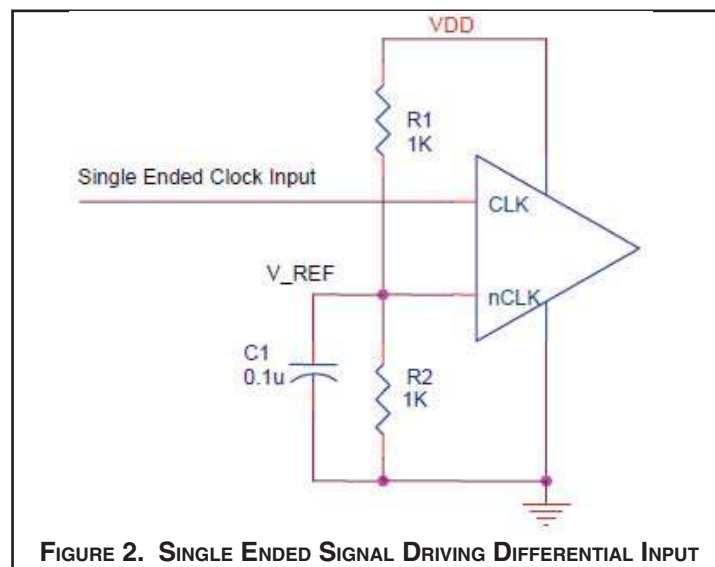 VDD
R1
1K
Single Ended Clock Input
CLK
V_REF
nCLK
C1
0.1u
R2
1K
FIGURE 2. SINGLE ENDED SIGNAL DRIVING DIFFERENTIAL INPUT